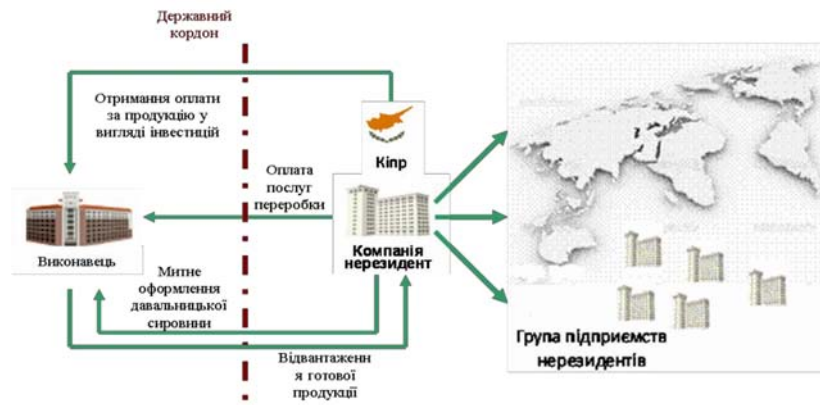 Державний
кордон
Отримання оплати
за продукцію у
вигляді інвестицій
Кіпр
Оплата
послуг
переробки
Виконавець
Компанія
нерезидент
Митне
оформлення
давальницької
сировини
Відвантаженн
я готової
продукції
Група підприємств
нерезидентів